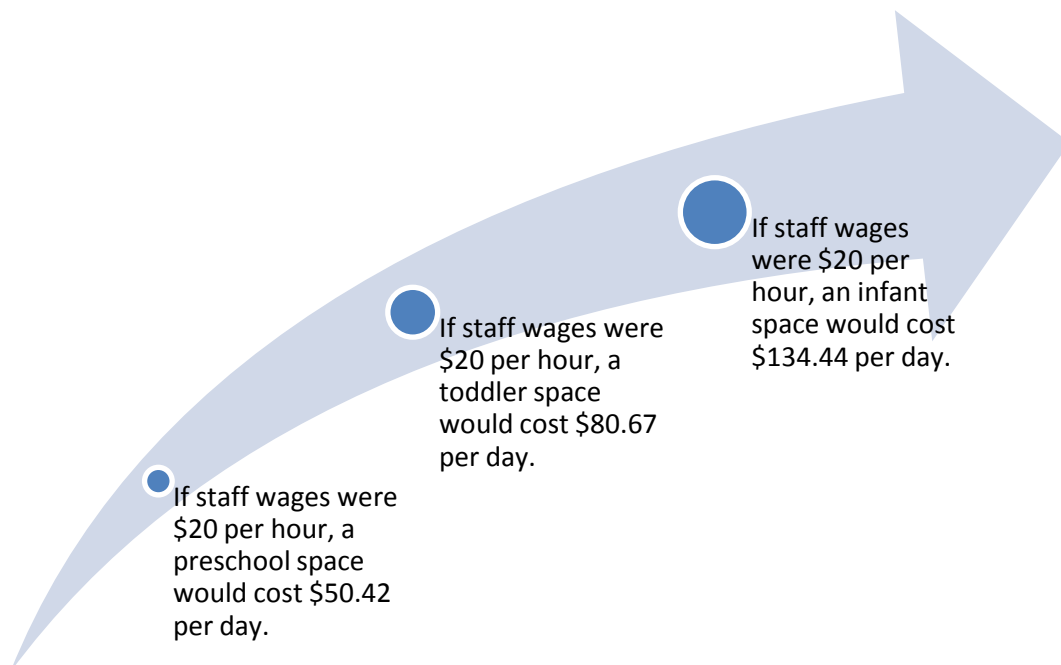 If staff wages were
$20 per hour, a
preschool space
would cost $50.42
per day.
If staff wages were
$20 per hour, a
toddler space
would cost $80.67
per day.
If staff wages
were $20 per
hour, an infant
space would cost
$134.44 per day.